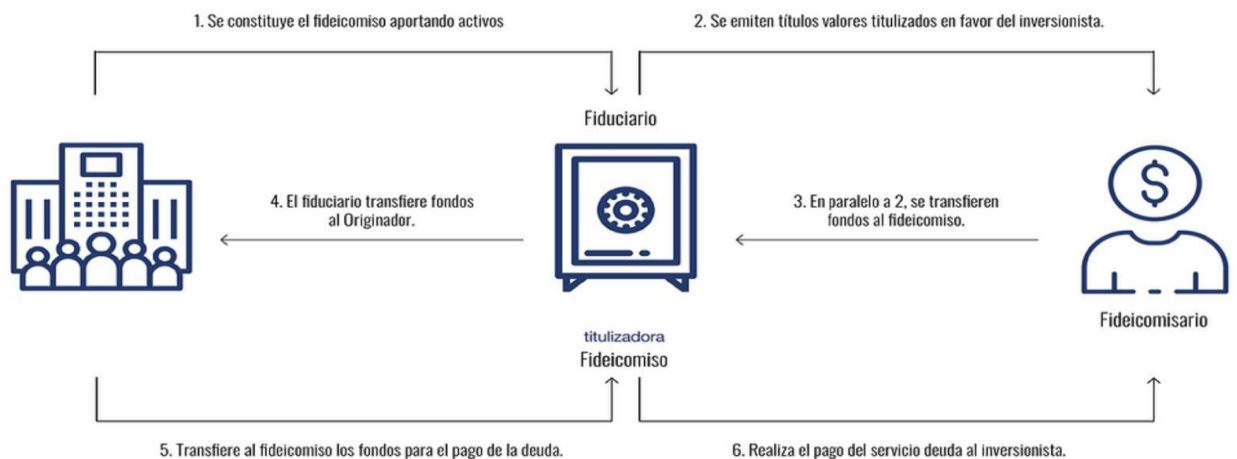 1. Se constituye el fideicomiso aportando activos
2. Se emiten títulos valores titulizados en favor del inversionista.
Fiduciario
4. El fiduciario transfiere fondos
al Originador.
3. En paralelo a 2, se transfieren
fondos al fideicomiso.
$
Fideicomisario
titulizadora
Fideicomiso
5. Transfiere al fideicomiso los fondos para el pago de la deuda.
6. Realiza el pago del servicio deuda al inversionista.